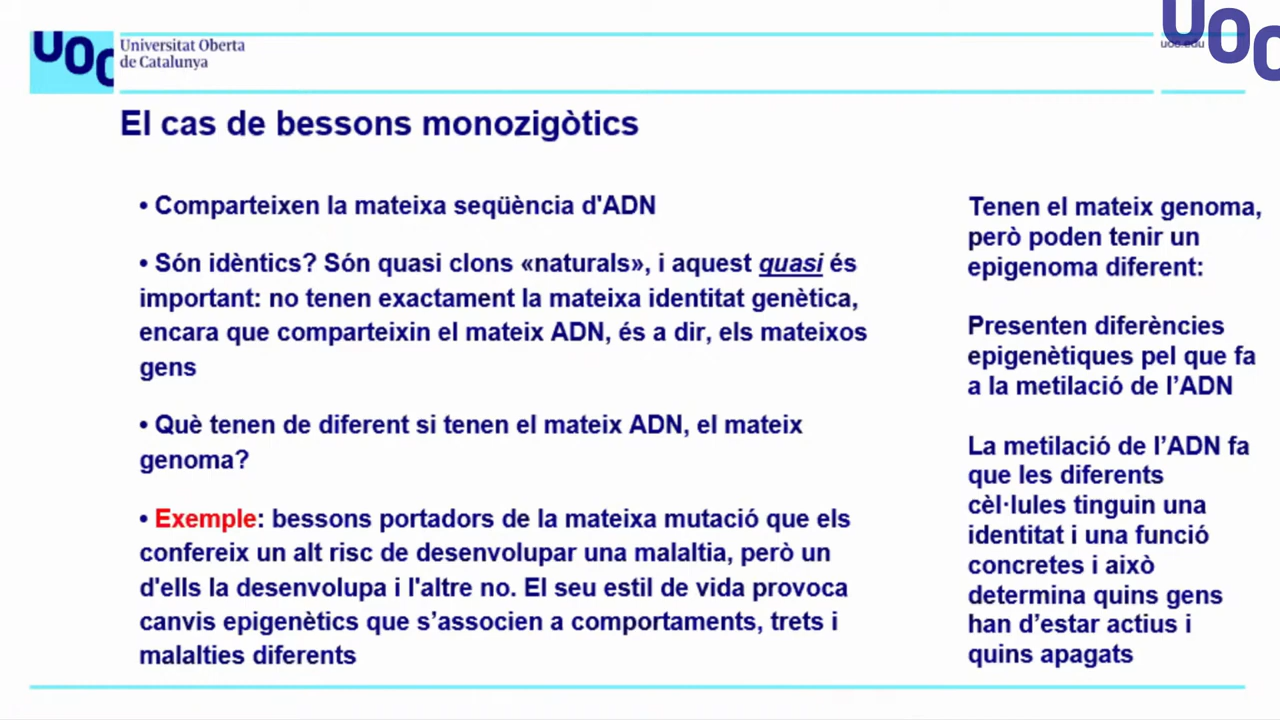 UOC
Universitat Oberta
de Catalunya
uoc.edu
UOC
El cas de bessons monozigòtics
• Comparteixen la mateixa seqüència d'ADN
• Són idèntics? Són quasi clons «naturals», i aquest quasi és
important: no tenen exactament la mateixa identitat genètica,
encara que comparteixin el mateix ADN, és a dir, els mateixos
gens
• Què tenen de diferent si tenen el mateix ADN, el mateix
genoma?
• Exemple: bessons portadors de la mateixa mutació que els
confereix un alt risc de desenvolupar una malaltia, però un
d'ells la desenvolupa i l'altre no. El seu estil de vida provoca
canvis epigenètics que s’associen a comportaments, trets i
malalties diferents
Tenen el mateix genoma,
però poden tenir un
epigenoma diferent:
Presenten diferències
epigenètiques pel que fa
a la metilació de l’ADN
La metilació de l’ADN fa
que les diferents
cèl·lules tinguin una
identitat i una funció
concretes i això
determina quins gens
han d’estar actius i
quins apagats